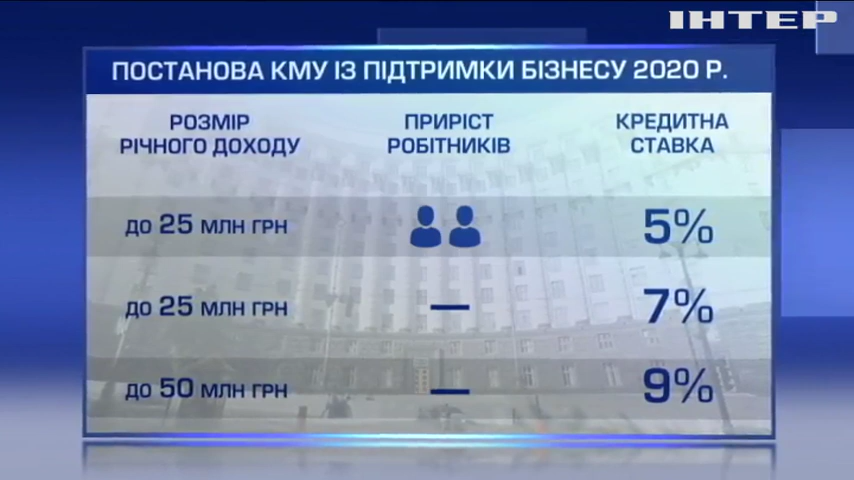 ІНТЕР
ПОСТАНОВА КМУ ІЗ ПІДТРИМКИ БІЗНЕСУ 2020 Р.
РОЗМІР РІЧНОГО ДОХОДУ
ПРИРІСТ РОБІТНИКІВ
КРЕДИТНА СТАВКА
ДО 25 МЛН ГРН 5%
ДО 25 МЛН ГРН — 7%
ДО 50 МЛН ГРН — 9%